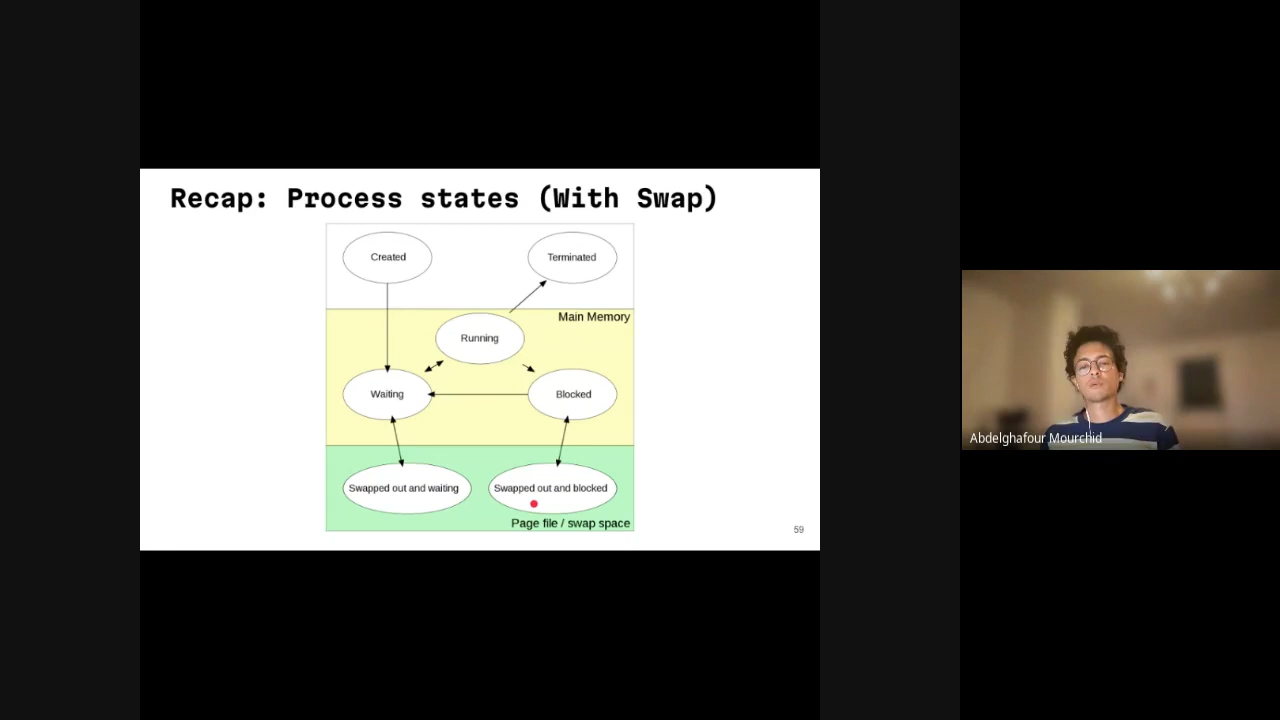 Recap: Process states (With Swap)
Created
Terminated
Main Memory
Running
Waiting
Blocked
Swapped out and waiting
Swapped out and blocked
Page file / swap space
59
Abdelghafour Mourchid